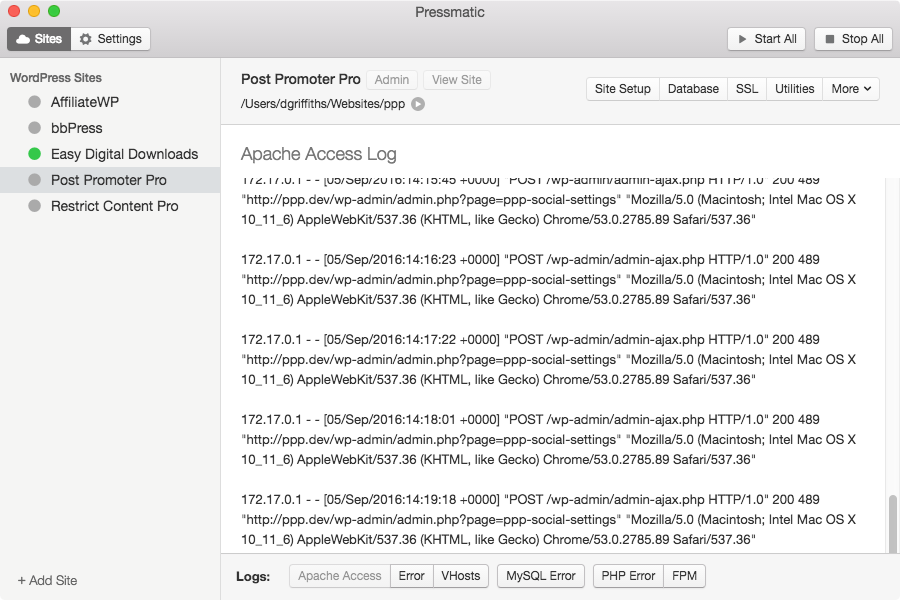 Pressmatic
Sites Settings Start All Stop All
WordPress Sites
AffiliateWP
bbPress
Easy Digital Downloads
Post Promoter Pro
Restrict Content Pro
+ Add Site
Post Promoter Pro Admin View Site
/Users/dgriffiths/Websites/ppp
Site Setup Database SSL Utilities More
Apache Access Log
172.17.0.1 - - [05/Sep/2016:14:15:45 +0000] "POST /wp-admin/admin-ajax.php HTTP/1.0" 200 489
"http://ppp.dev/wp-admin/admin.php?page=ppp-social-settings" "Mozilla/5.0 (Macintosh; Intel Mac OS X
10_11_6) AppleWebKit/537.36 (KHTML, like Gecko) Chrome/53.0.2785.89 Safari/537.36"
172.17.0.1 - - [05/Sep/2016:14:16:23 +0000] "POST /wp-admin/admin-ajax.php HTTP/1.0" 200 489
"http://ppp.dev/wp-admin/admin.php?page=ppp-social-settings" "Mozilla/5.0 (Macintosh; Intel Mac OS X
10_11_6) AppleWebKit/537.36 (KHTML, like Gecko) Chrome/53.0.2785.89 Safari/537.36"
172.17.0.1 - - [05/Sep/2016:14:17:22 +0000] "POST /wp-admin/admin-ajax.php HTTP/1.0" 200 489
"http://ppp.dev/wp-admin/admin.php?page=ppp-social-settings" "Mozilla/5.0 (Macintosh; Intel Mac OS X
10_11_6) AppleWebKit/537.36 (KHTML, like Gecko) Chrome/53.0.2785.89 Safari/537.36"
172.17.0.1 - - [05/Sep/2016:14:18:01 +0000] "POST /wp-admin/admin-ajax.php HTTP/1.0" 200 489
"http://ppp.dev/wp-admin/admin.php?page=ppp-social-settings" "Mozilla/5.0 (Macintosh; Intel Mac OS X
10_11_6) AppleWebKit/537.36 (KHTML, like Gecko) Chrome/53.0.2785.89 Safari/537.36"
172.17.0.1 - - [05/Sep/2016:14:19:18 +0000] "POST /wp-admin/admin-ajax.php HTTP/1.0" 200 489
"http://ppp.dev/wp-admin/admin.php?page=ppp-social-settings" "Mozilla/5.0 (Macintosh; Intel Mac OS X
10_11_6) AppleWebKit/537.36 (KHTML, like Gecko) Chrome/53.0.2785.89 Safari/537.36"
Logs: Apache Access Error VHosts MySQL Error PHP Error FPM